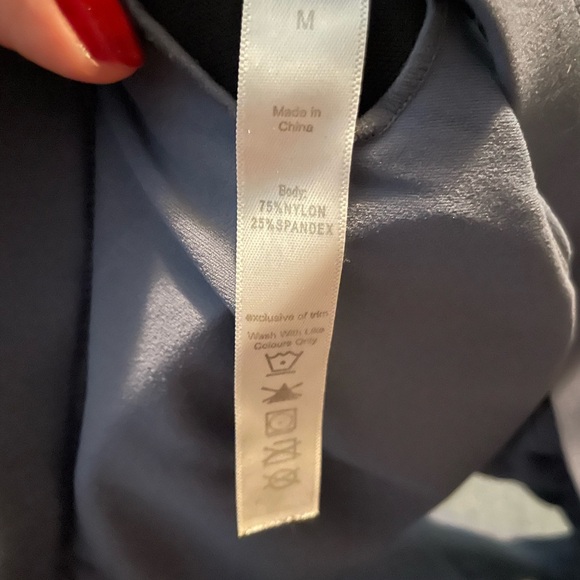 M
Made in
China
Body:
75%NYLON
25%SPANDEX
exclusive of trim
Wash With Like
Colours Only